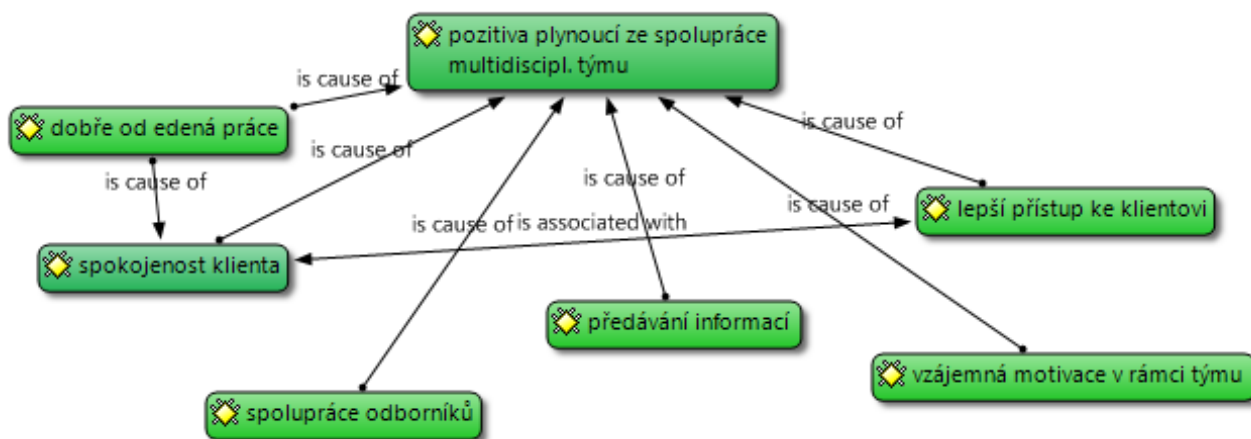 pozitiva plynoucí ze spolupráce
multidiscipl. týmu
is cause of
dobře od edená práce
is cause of
is cause of
is cause of
is cause of
lepší přístup ke klientovi
is cause of
is associated with
is cause of
spokojenost klienta
předávání informací
vzájemná motivace v rámci týmu
spolupráce odborníků